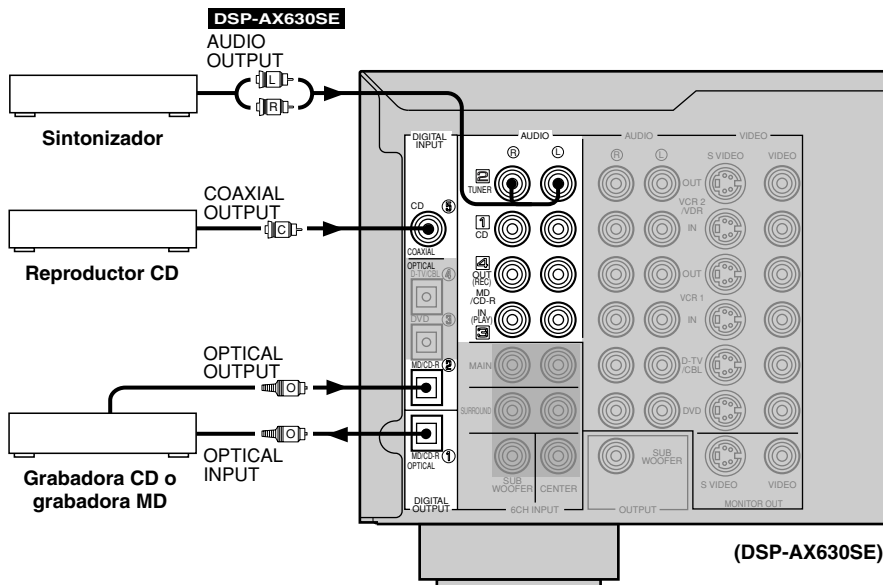 DSP-AX630SE
AUDIO
OUTPUT
L
R
Sintonizador
COAXIAL
OUTPUT
C
Reproductor CD
OPTICAL
OUTPUT
O
O
OPTICAL
INPUT
Grabadora CD o
grabadora MD
DIGITAL
INPUT
CD 5
COAXIAL
OPTICAL
D-TV/CBL 4
DVD 3
MD/CD-R 2
MD/CD-R 1
OPTICAL
DIGITAL
OUTPUT
AUDIO
R L
2
TUNER
1
CD
4
OUT
(REC)
MD
/CD-R
IN
(PLAY)
3
MAIN
SURROUND
SUB
WOOFER
CENTER
6CH INPUT
AUDIO
R L
VIDEO
S VIDEO VIDEO
OUT
VCR 2
/VDR
IN
OUT
VCR 1
IN
D-TV
/CBL
DVD
SUB
WOOFER
OUTPUT
S VIDEO VIDEO
MONITOR OUT
(DSP-AX630SE)